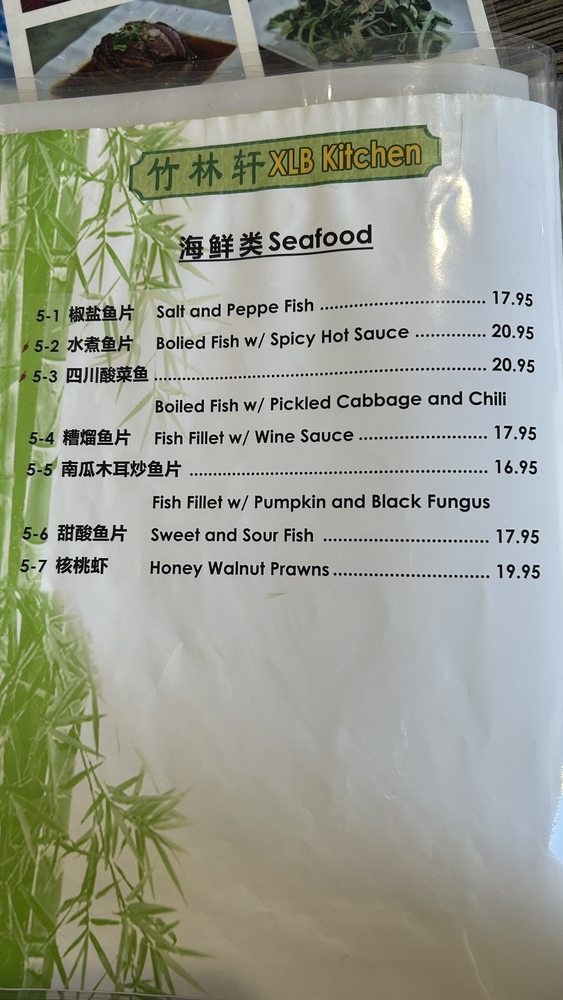 竹林轩 XLB Kitchen
海鲜类 Seafood
5-1 椒盐鱼片 Salt and Peppe Fish ................................ 17.95
5-2 水煮鱼片 Bolied Fish w/ Spicy Hot Sauce ............. 20.95
5-3 四川酸菜鱼 ................................................................ 20.95
Boiled Fish w/ Pickled Cabbage and Chili
5-4 糟熘鱼片 Fish Fillet w/ Wine Sauce ........................ 17.95
5-5 南瓜木耳炒鱼片 ......................................................... 16.95
Fish Fillet w/ Pumpkin and Black Fungus
5-6 甜酸鱼片 Sweet and Sour Fish ............................... 17.95
5-7 核桃虾 Honey Walnut Prawns ............................. 19.95